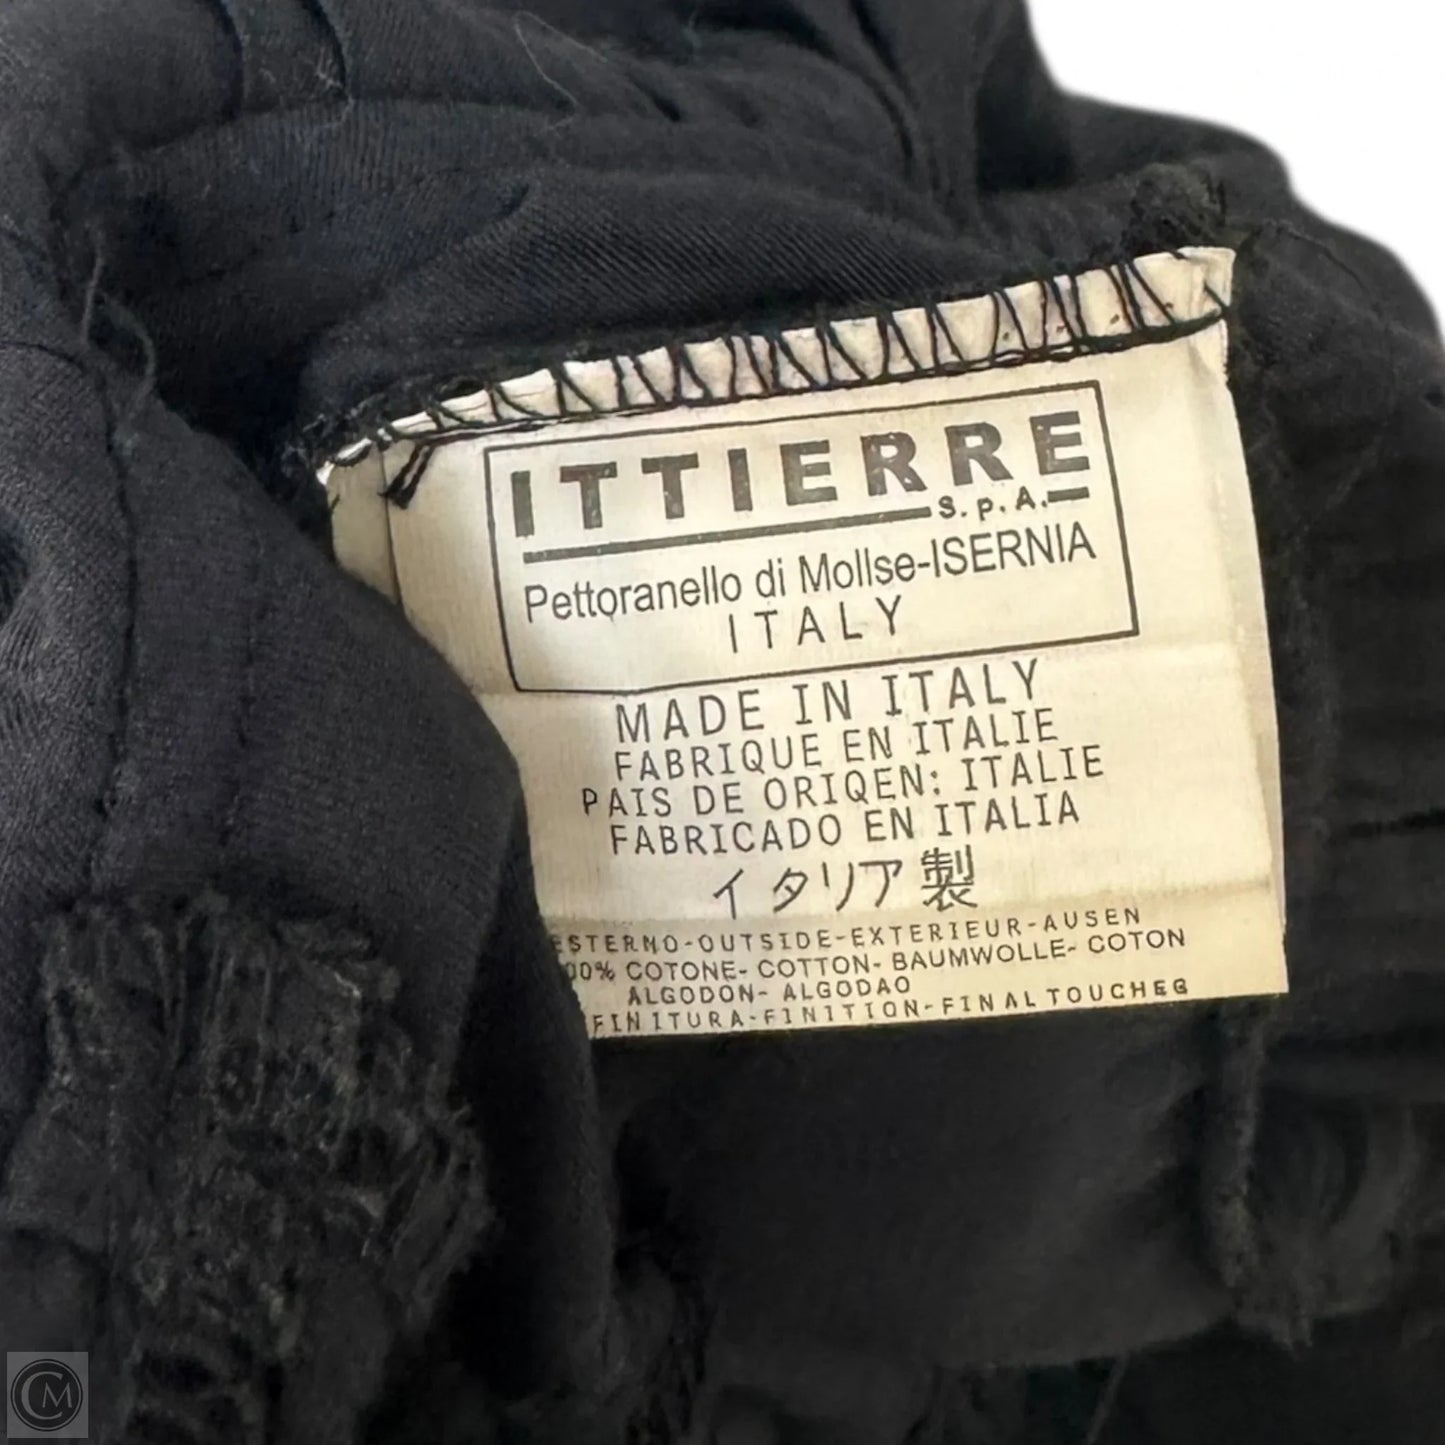 ITTIERRE
S.p.A.
Pettoranello di Mollse-ISERNIA
ITALY
MADE IN ITALY
FABRIQUE EN ITALIE
PAIS DE ORIQEN: ITALIE
FABRICADO EN ITALIA
イタリア製
ESTERNO-OUTSIDE-EXTERIEUR-AUSEN
00% COTONE- COTTON- BAUMWOLLE- COTON
ALGODON- ALGODAO
FINITURA-FINITION-FINAL TOUCHEG
CM